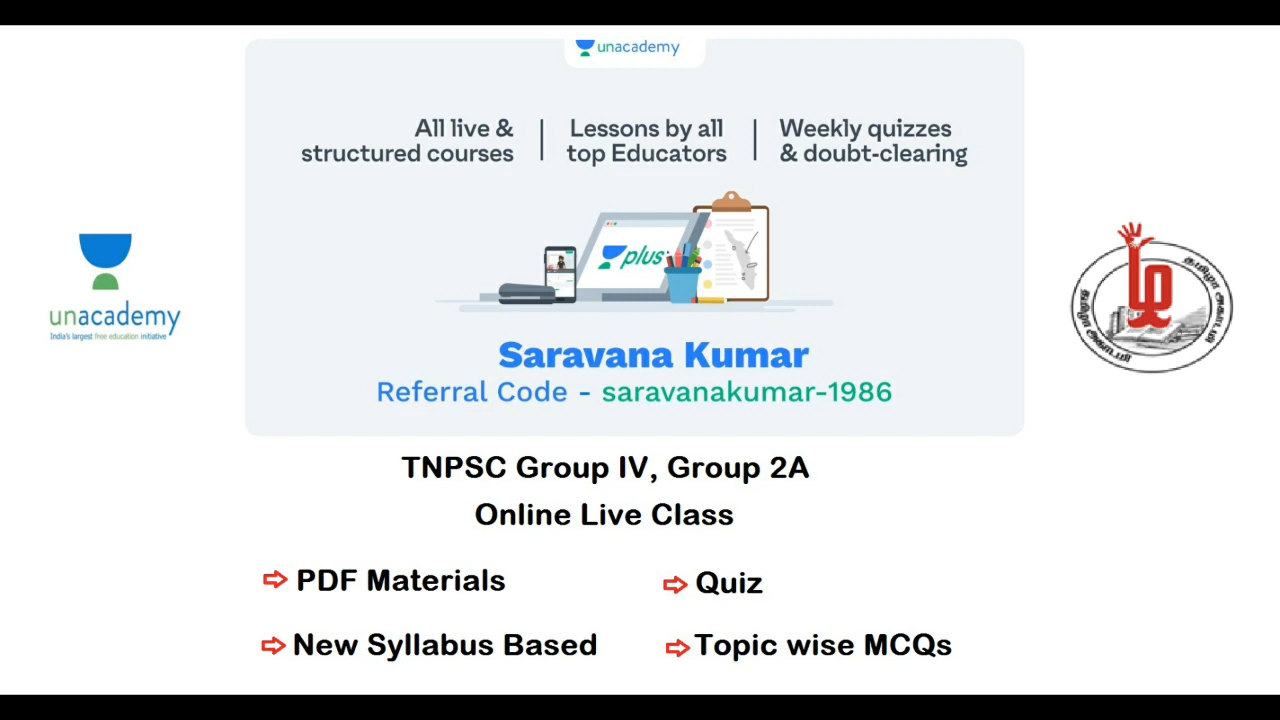 unacademy
All live &
structured courses
Lessons by all
top Educators
Weekly quizzes
& doubt-clearing
plus
unacademy
India's largest free education initiative
Saravana Kumar
Referral Code - saravanakumar-1986
TNPSC Group IV, Group 2A
Online Live Class
PDF Materials
Quiz
New Syllabus Based
Topic wise MCQs